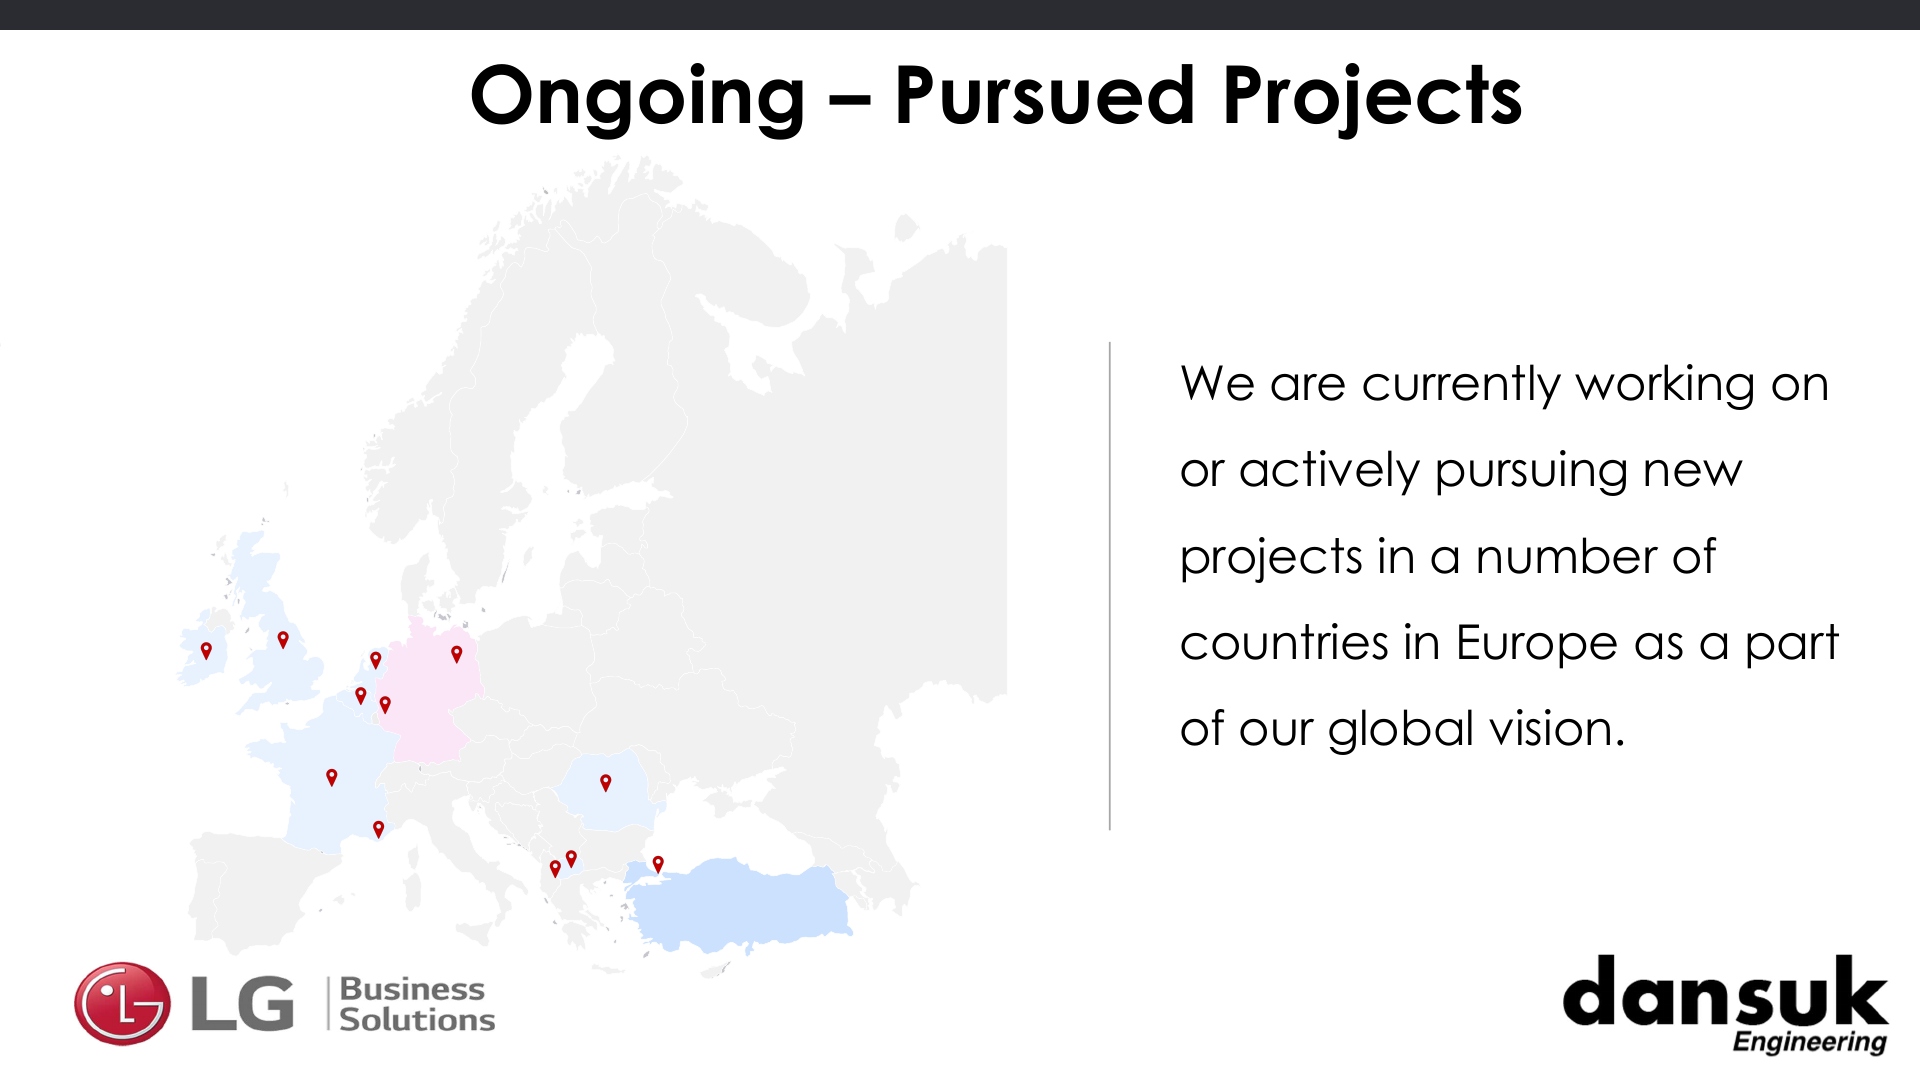 Ongoing – Pursued Projects
We are currently working on
or actively pursuing new
projects in a number of
countries in Europe as a part
of our global vision.
LG Business
Solutions
dansuk
Engineering